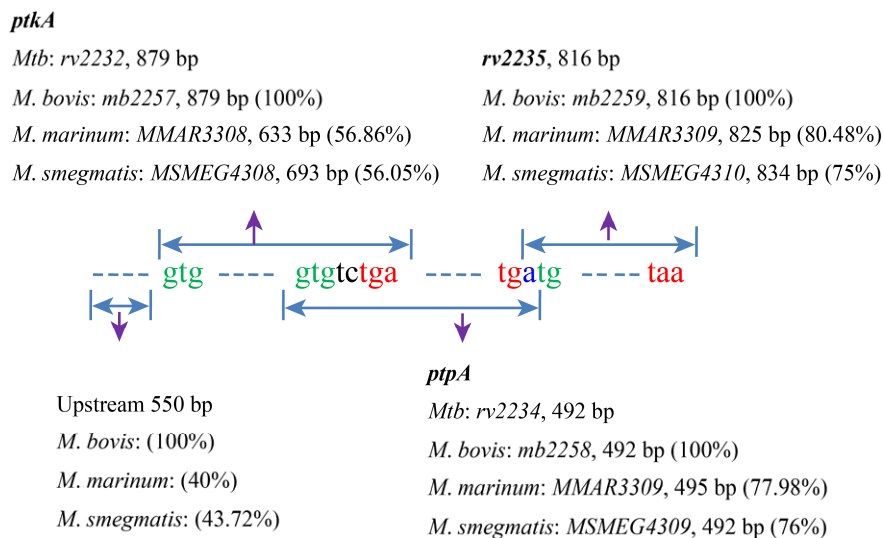 ptkA
Mtb: rv2232, 879 bp
M. bovis: mb2257, 879 bp (100%)
M. marinum: MMAR3308, 633 bp (56.86%)
M. smegmatis: MSMEG4308, 693 bp (56.05%)
rv2235, 816 bp
M. bovis: mb2259, 816 bp (100%)
M. marinum: MMAR3309, 825 bp (80.48%)
M. smegmatis: MSMEG4310, 834 bp (75%)
---- gtg ---- gtgtctga ---- tgatg ---- taa
Upstream 550 bp
M. bovis: (100%)
M. marinum: (40%)
M. smegmatis: (43.72%)
ptpA
Mtb: rv2234, 492 bp
M. bovis: mb2258, 492 bp (100%)
M. marinum: MMAR3309, 495 bp (77.98%)
M. smegmatis: MSMEG4309, 492 bp (76%)